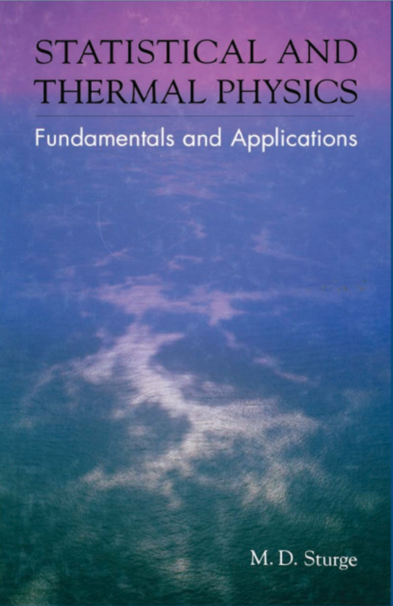 STATISTICAL AND
THERMAL PHYSICS
Fundamentals and Applications
M. D. Sturge